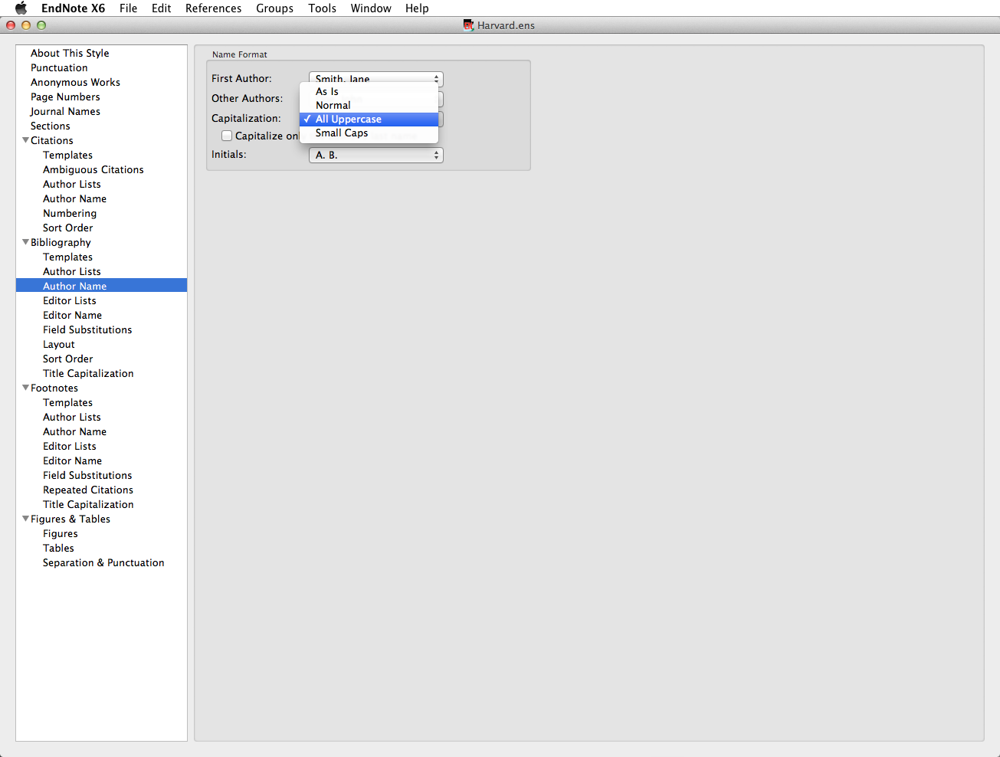 EndNote X6 File Edit References Groups Tools Window Help
Harvard.ens
About This Style
Punctuation
Anonymous Works
Page Numbers
Journal Names
Sections
Citations
Templates
Ambiguous Citations
Author Lists
Author Name
Numbering
Sort Order
Bibliography
Templates
Author Lists
Author Name
Editor Lists
Editor Name
Field Substitutions
Layout
Sort Order
Title Capitalization
Footnotes
Templates
Author Lists
Author Name
Editor Lists
Editor Name
Field Substitutions
Repeated Citations
Title Capitalization
Figures & Tables
Figures
Tables
Separation & Punctuation
Name Format
First Author: Smith, Jane
Other Authors:
Capitalization:
As Is
Normal
✓ All Uppercase
Small Caps
Capitalize
Initials: A. B.